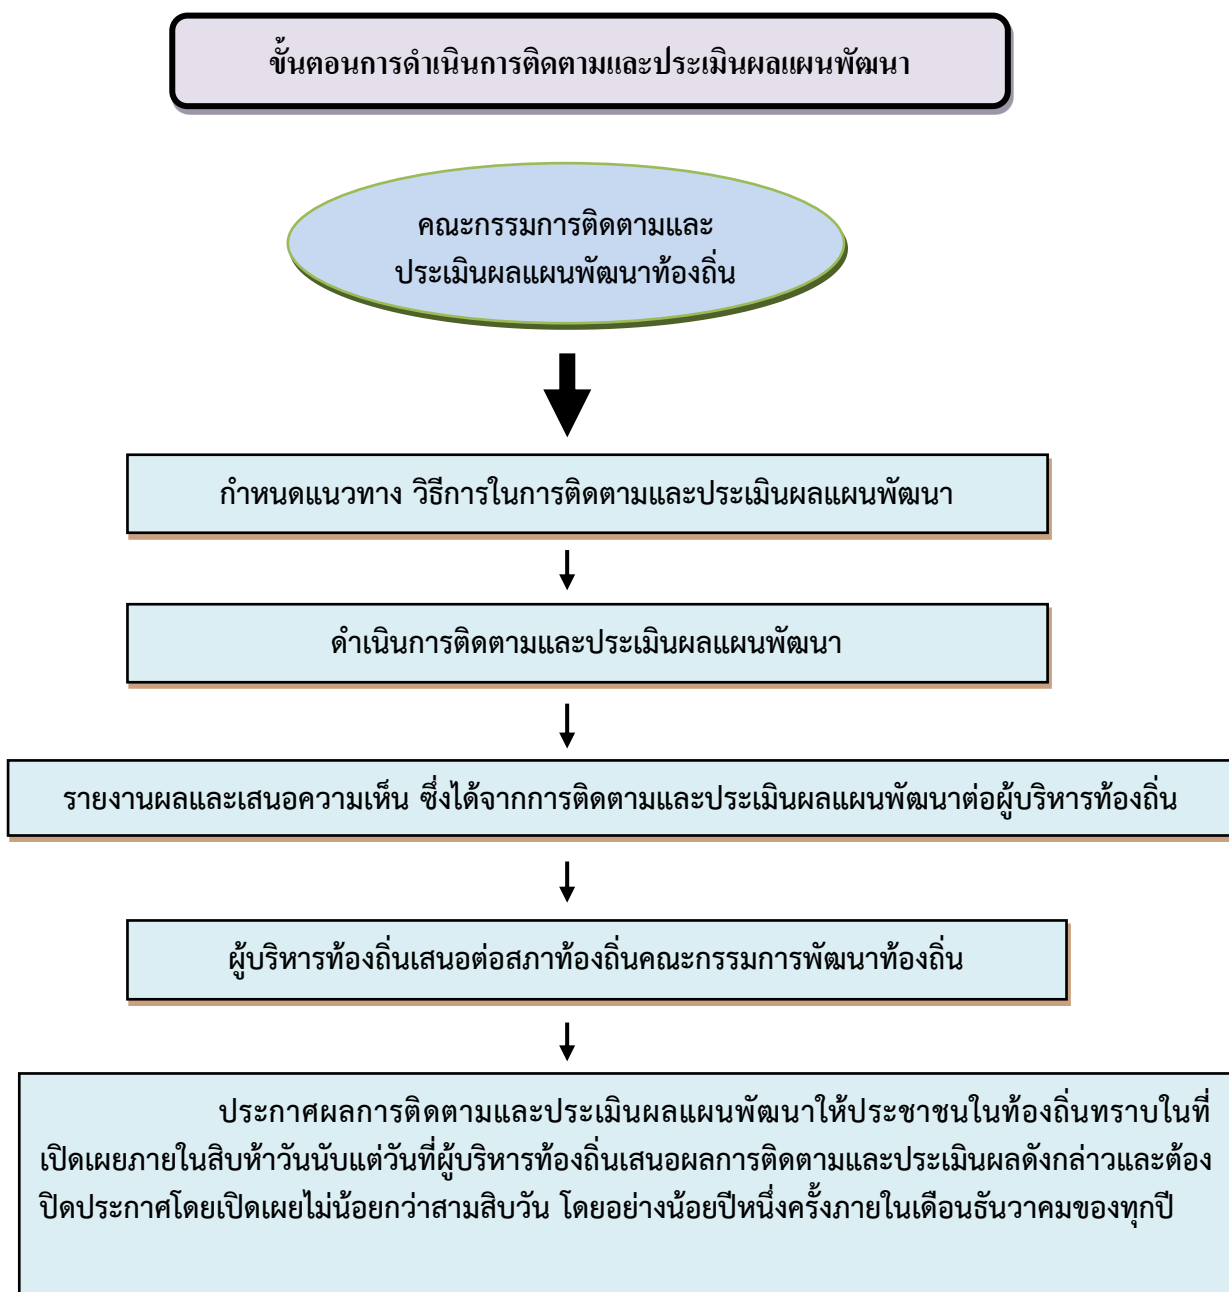 ขั้นตอนการดำเนินการติดตามและประเมินผลแผนพัฒนา
คณะกรรมการติดตามและ
ประเมินผลแผนพัฒนาท้องถิ่น
กำหนดแนวทาง วิธีการในการติดตามและประเมินผลแผนพัฒนา
ดำเนินการติดตามและประเมินผลแผนพัฒนา
รายงานผลและเสนอความเห็น ซึ่งได้จากการติดตามและประเมินผลแผนพัฒนาต่อผู้บริหารท้องถิ่น
ผู้บริหารท้องถิ่นเสนอต่อสภาท้องถิ่นคณะกรรมการพัฒนาท้องถิ่น
ประกาศผลการติดตามและประเมินผลแผนพัฒนาให้ประชาชนในท้องถิ่นทราบในที่
เปิดเผยภายในสิบห้าวันนับแต่วันที่ผู้บริหารท้องถิ่นเสนอผลการติดตามและประเมินผลดังกล่าวและต้อง
ปิดประกาศโดยเปิดเผยไม่น้อยกว่าสามสิบวัน โดยอย่างน้อยปีหนึ่งครั้งภายในเดือนธันวาคมของทุกปี